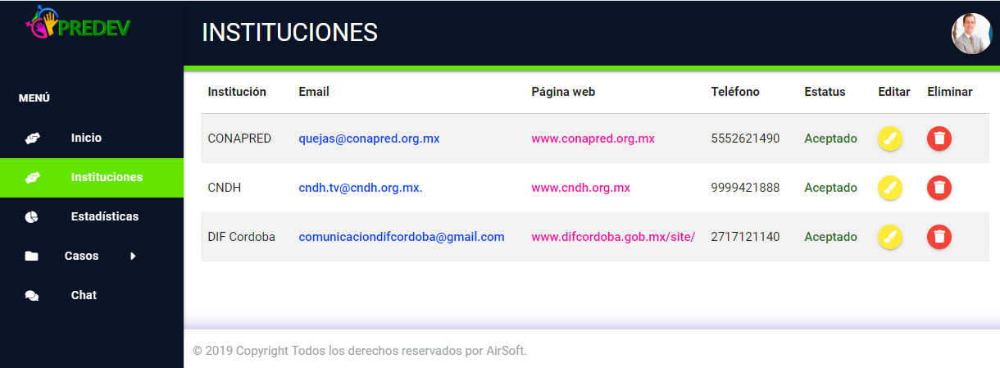 PREDEV
INSTITUCIONES
MENÚ
Inicio
Instituciones
Estadísticas
Casos
Chat
Institución Email Página web Teléfono Estatus Editar Eliminar
CONAPRED quejas@conapred.org.mx www.conapred.org.mx 5552621490 Aceptado
CNDH cndh.tv@cndh.org.mx. www.cndh.org.mx 9999421888 Aceptado
DIF Cordoba comunicaciondifcordoba@gmail.com www.difcordoba.gob.mx/site/ 2717121140 Aceptado
© 2019 Copyright Todos los derechos reservados por AirSoft.